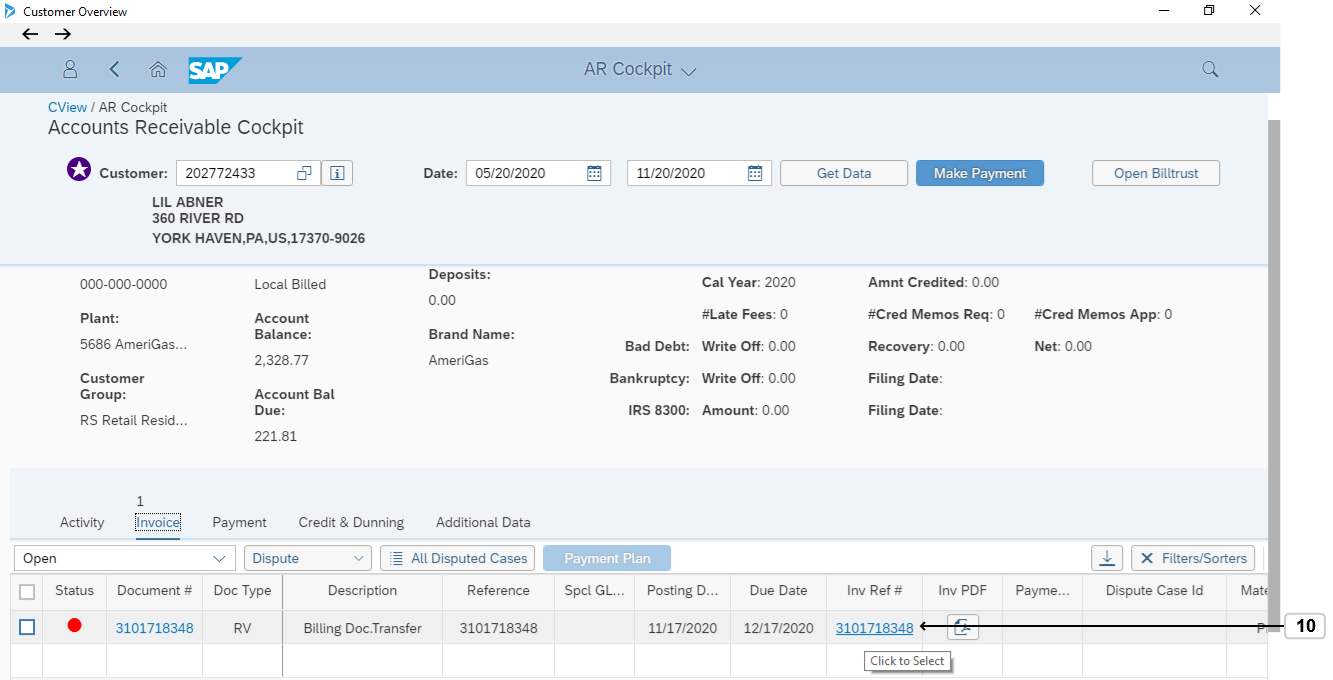 Customer Overview
SAP
AR Cockpit
CView / AR Cockpit
Accounts Receivable Cockpit
Customer: 202772433
Date: 05/20/2020 11/20/2020 Get Data Make Payment Open Billtrust
LIL ABNER
360 RIVER RD
YORK HAVEN,PA,US,17370-9026
000-000-0000
Plant:
5686 AmeriGas...
Customer
Group:
RS Retail Resid...
Local Billed
Account
Balance:
2,328.77
Account Bal
Due:
221.81
Deposits:
0.00
Brand Name:
AmeriGas
Cal Year: 2020 Amnt Credited: 0.00
#Late Fees: 0 #Cred Memos Req: 0 #Cred Memos App: 0
Bad Debt: Write Off: 0.00 Recovery: 0.00 Net: 0.00
Bankruptcy: Write Off: 0.00 Filing Date:
IRS 8300: Amount: 0.00 Filing Date:
1
Activity Invoice Payment Credit & Dunning Additional Data
Open Dispute All Disputed Cases Payment Plan Filters/Sorters
Status Document # Doc Type Description Reference Spcl GL... Posting D... Due Date Inv Ref # Inv PDF Payme... Dispute Case Id Mate
3101718348 RV Billing Doc.Transfer 3101718348 11/17/2020 12/17/2020 3101718348 P
10
Click to Select